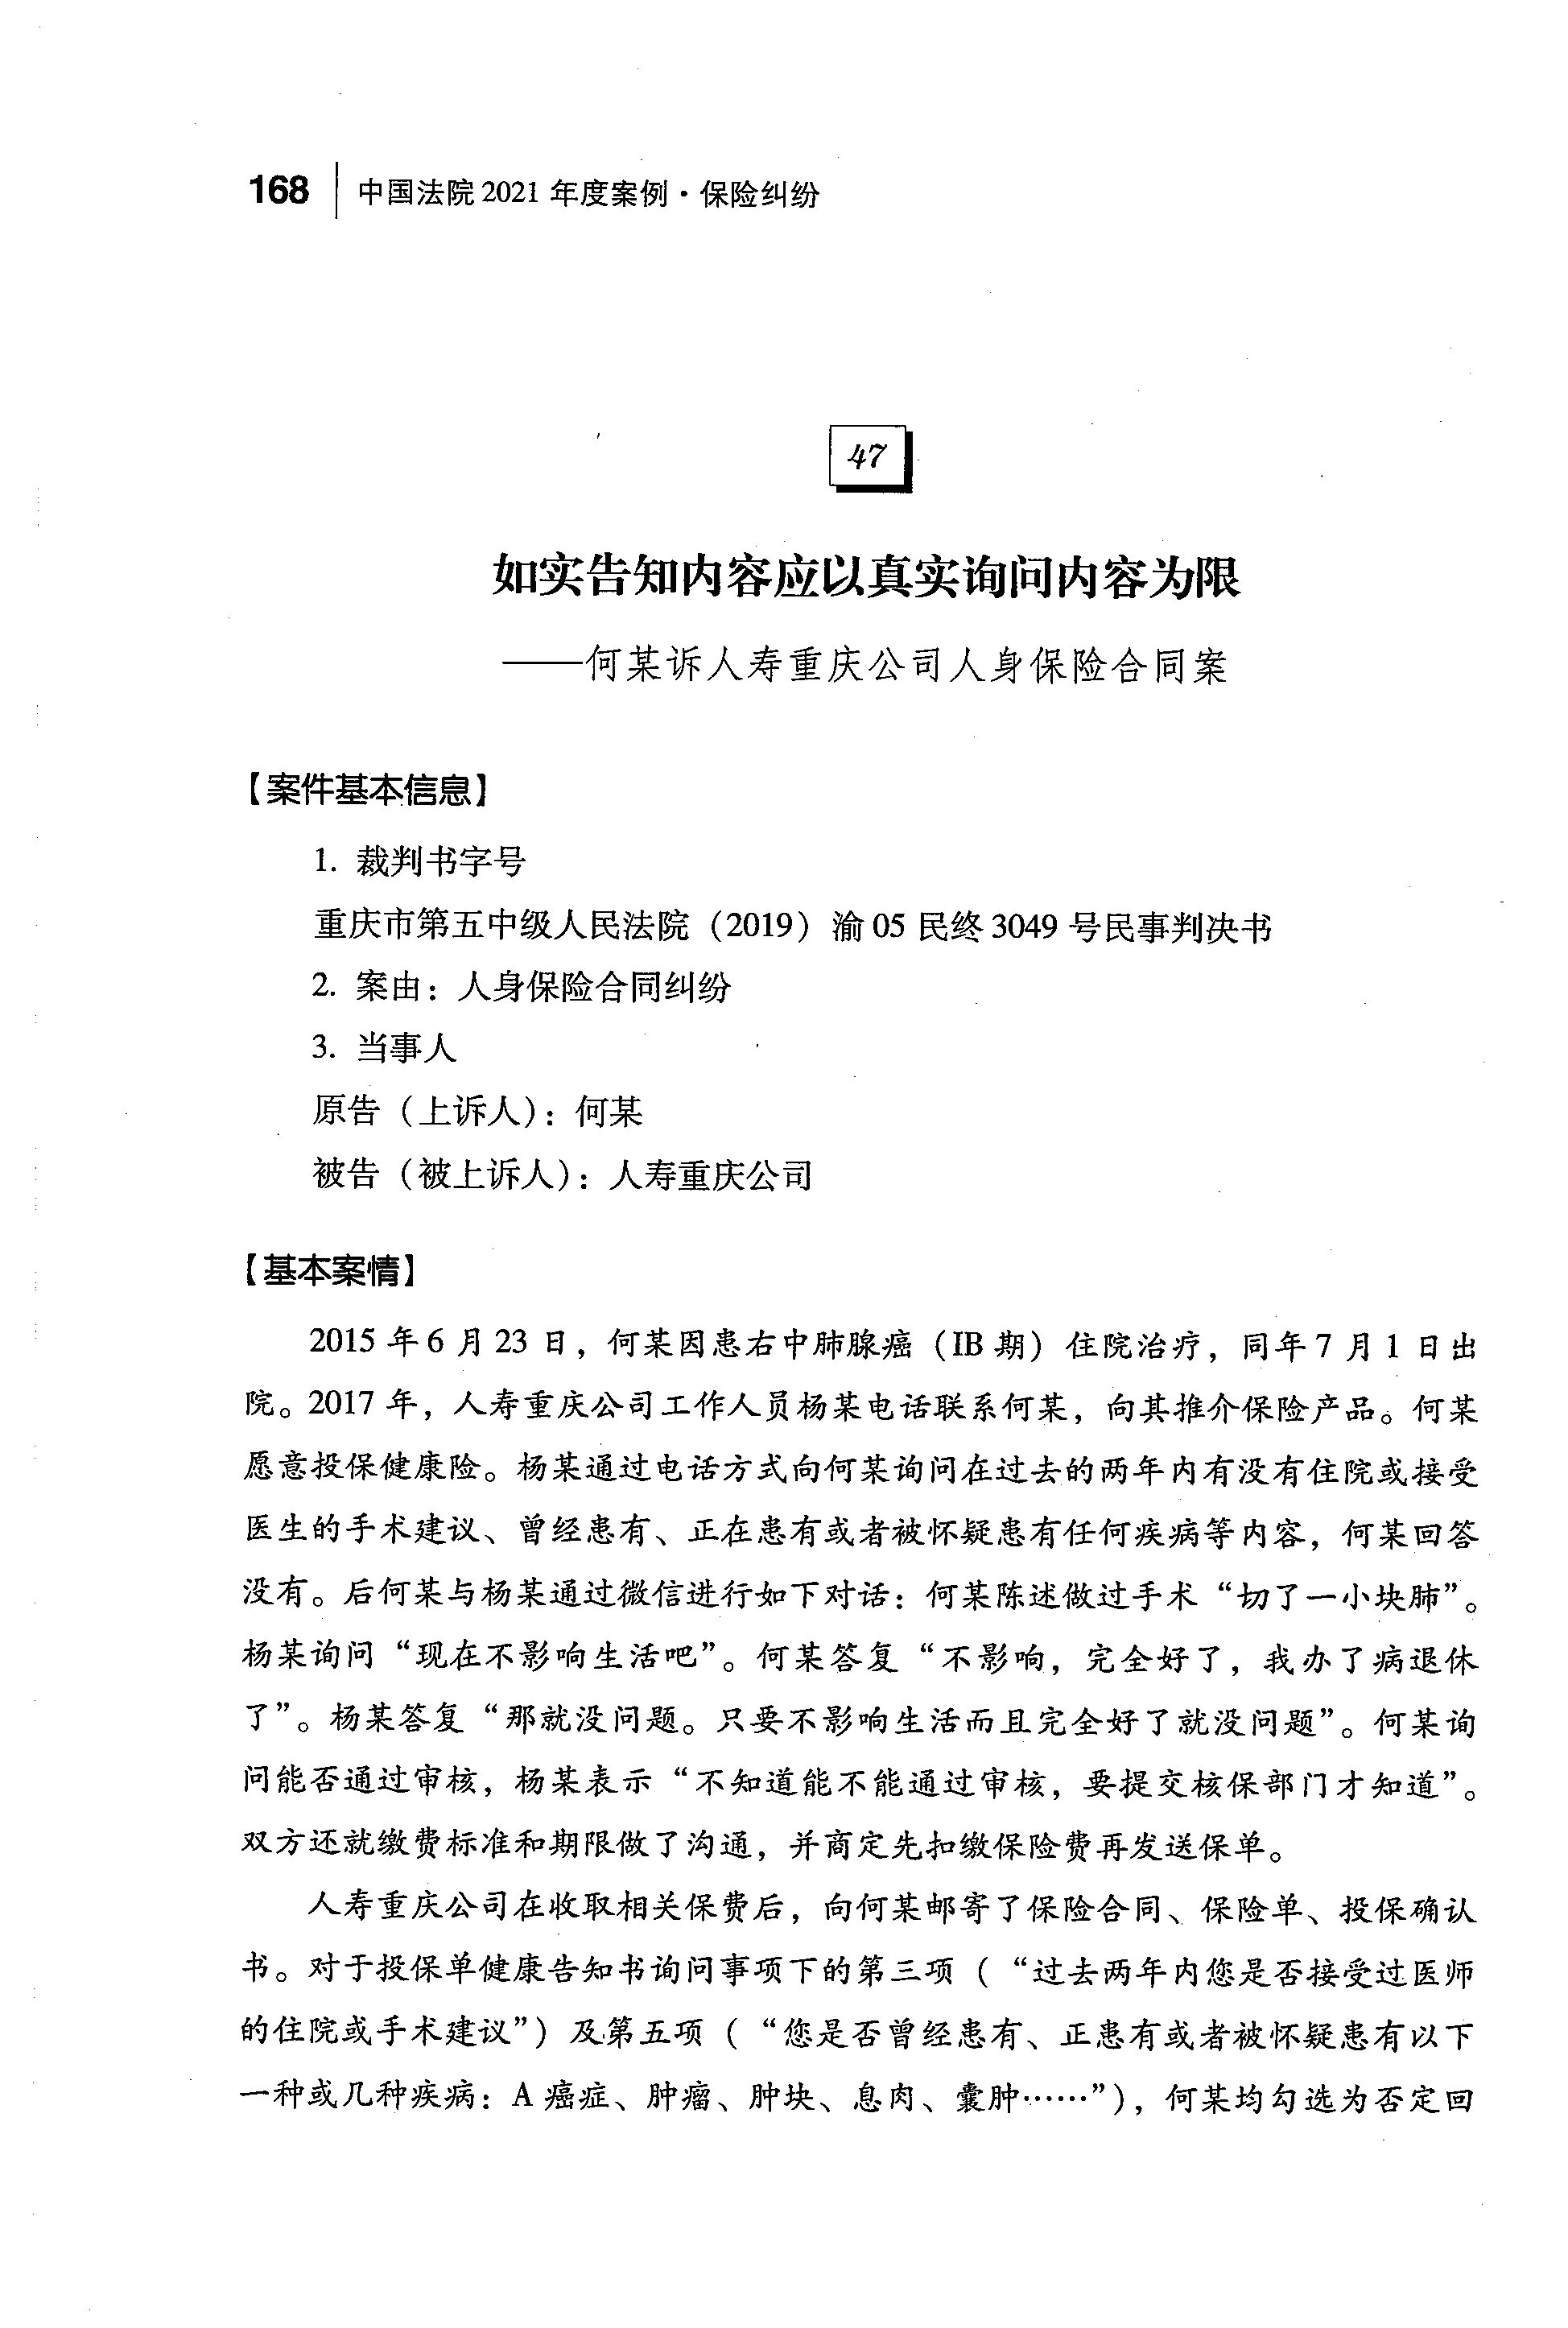 168 中国法院 2021 年度案例·保险纠纷
47
如实告知内容应以真实询问内容为限
——何某诉人寿重庆公司人身保险合同案
【案件基本信息】
1. 裁判书字号
重庆市第五中级人民法院（2019）渝 05 民终 3049 号民事判决书
2. 案由：人身保险合同纠纷
3. 当事人
原告（上诉人）：何某
被告（被上诉人）：人寿重庆公司
【基本案情】
2015 年 6 月 23 日，何某因患右中肺腺癌（IB 期）住院治疗，同年 7 月 1 日出
院。2017 年，人寿重庆公司工作人员杨某电话联系何某，向其推介保险产品。何某
愿意投保健康险。杨某通过电话方式向何某询问在过去的两年内有没有住院或接受
医生的手术建议、曾经患有、正在患有或者被怀疑患有任何疾病等内容，何某回答
没有。后何某与杨某通过微信进行如下对话：何某陈述做过手术“切了一小块肺”。
杨某询问“现在不影响生活吧”。何某答复“不影响，完全好了，我办了病退休
了”。杨某答复“那就没问题。只要不影响生活而且完全好了就没问题”。何某询
问能否通过审核，杨某表示“不知道能不能通过审核，要提交核保部门才知道”。
双方还就缴费标准和期限做了沟通，并商定先扣缴保险费再发送保单。
人寿重庆公司在收取相关保费后，向何某邮寄了保险合同、保险单、投保确认
书。对于投保单健康告知书询问事项下的第三项（“过去两年内您是否接受过医师
的住院或手术建议”）及第五项（“您是否曾经患有、正患有或者被怀疑患有以下
一种或几种疾病：A 癌症、肿瘤、肿块、息肉、囊肿……”），何某均勾选为否定回